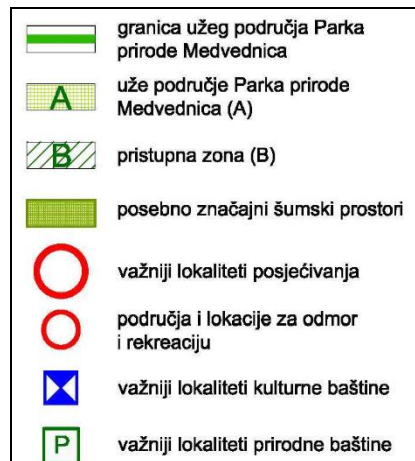 granica užeg područja Parka
prirode Medvednica
A
uže područje Parka prirode
Medvednica (A)
B
pristupna zona (B)
posebno značajni šumski prostori
važniji lokaliteti posjećivanja
područja i lokacije za odmor
i rekreaciju
važniji lokaliteti kulturne baštine
P
važniji lokaliteti prirodne baštine